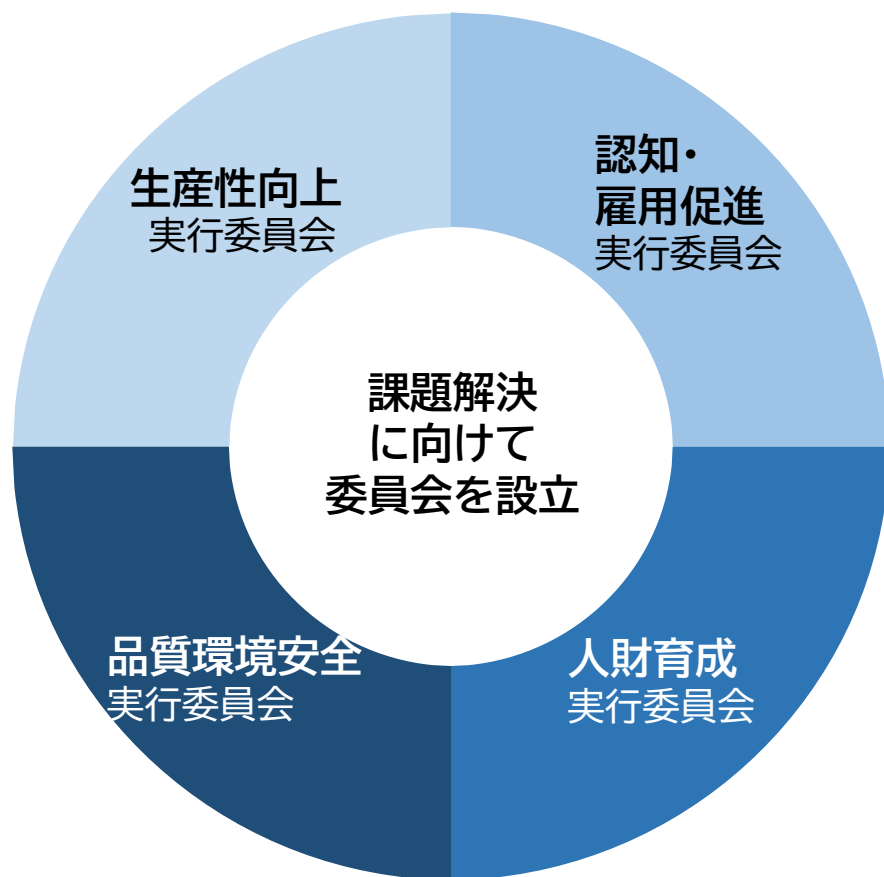 生産性向上
実行委員会
認知・
雇用促進
実行委員会
課題解決
に向けて
委員会を設立
品質環境安全
実行委員会
人財育成
実行委員会